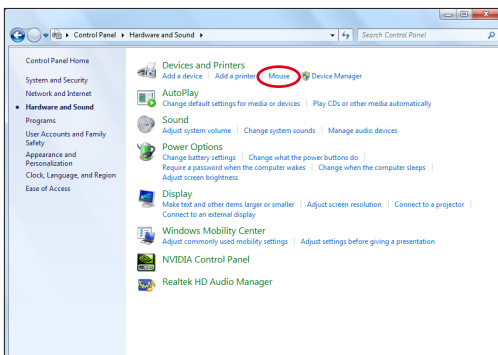 Control Panel Hardware and Sound Search Control Panel
Control Panel Home
System and Security
Network and Internet
Hardware and Sound
Programs
User Accounts and Family
Safety
Appearance and
Personalization
Clock, Language, and Region
Ease of Access
Devices and Printers
Add a device Add a printer Mouse Device Manager
AutoPlay
Change default settings for media or devices Play CDs or other media automatically
Sound
Adjust system volume Change system sounds Manage audio devices
Power Options
Change battery settings Change what the power buttons do
Require a password when the computer wakes Change when the computer sleeps
Adjust screen brightness
Display
Make text and other items larger or smaller Adjust screen resolution Connect to a projector
Connect to an external display
Windows Mobility Center
Adjust commonly used mobility settings Adjust settings before giving a presentation
NVIDIA Control Panel
Realtek HD Audio Manager